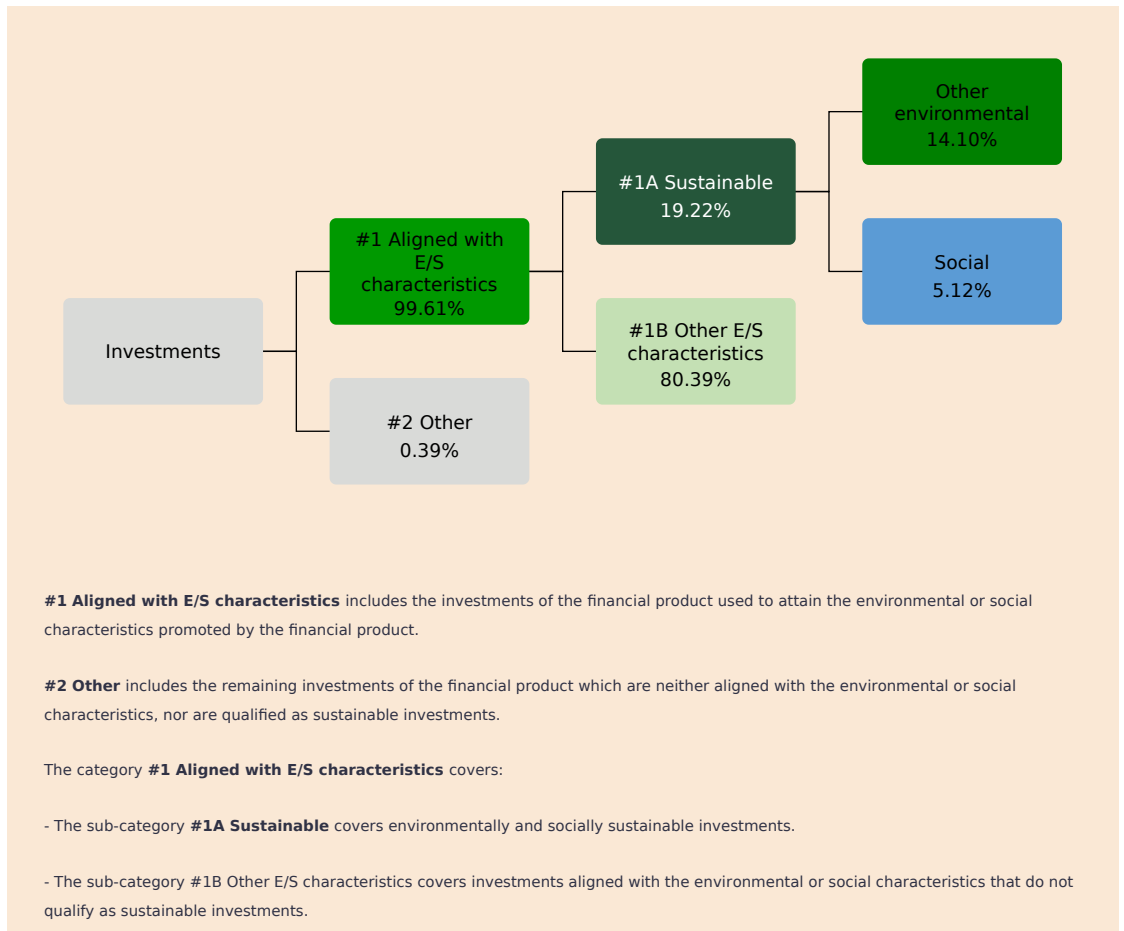 Other
environmental
14.10%
#1A Sustainable
19.22%
#1 Aligned with
E/S
characteristics
99.61%
Social
5.12%
Investments
#1B Other E/S
characteristics
80.39%
#2 Other
0.39%
#1 Aligned with E/S characteristics includes the investments of the financial product used to attain the environmental or social
characteristics promoted by the financial product.
#2 Other includes the remaining investments of the financial product which are neither aligned with the environmental or social
characteristics, nor are qualified as sustainable investments.
The category #1 Aligned with E/S characteristics covers:
- The sub-category #1A Sustainable covers environmentally and socially sustainable investments.
- The sub-category #1B Other E/S characteristics covers investments aligned with the environmental or social characteristics that do not
qualify as sustainable investments.